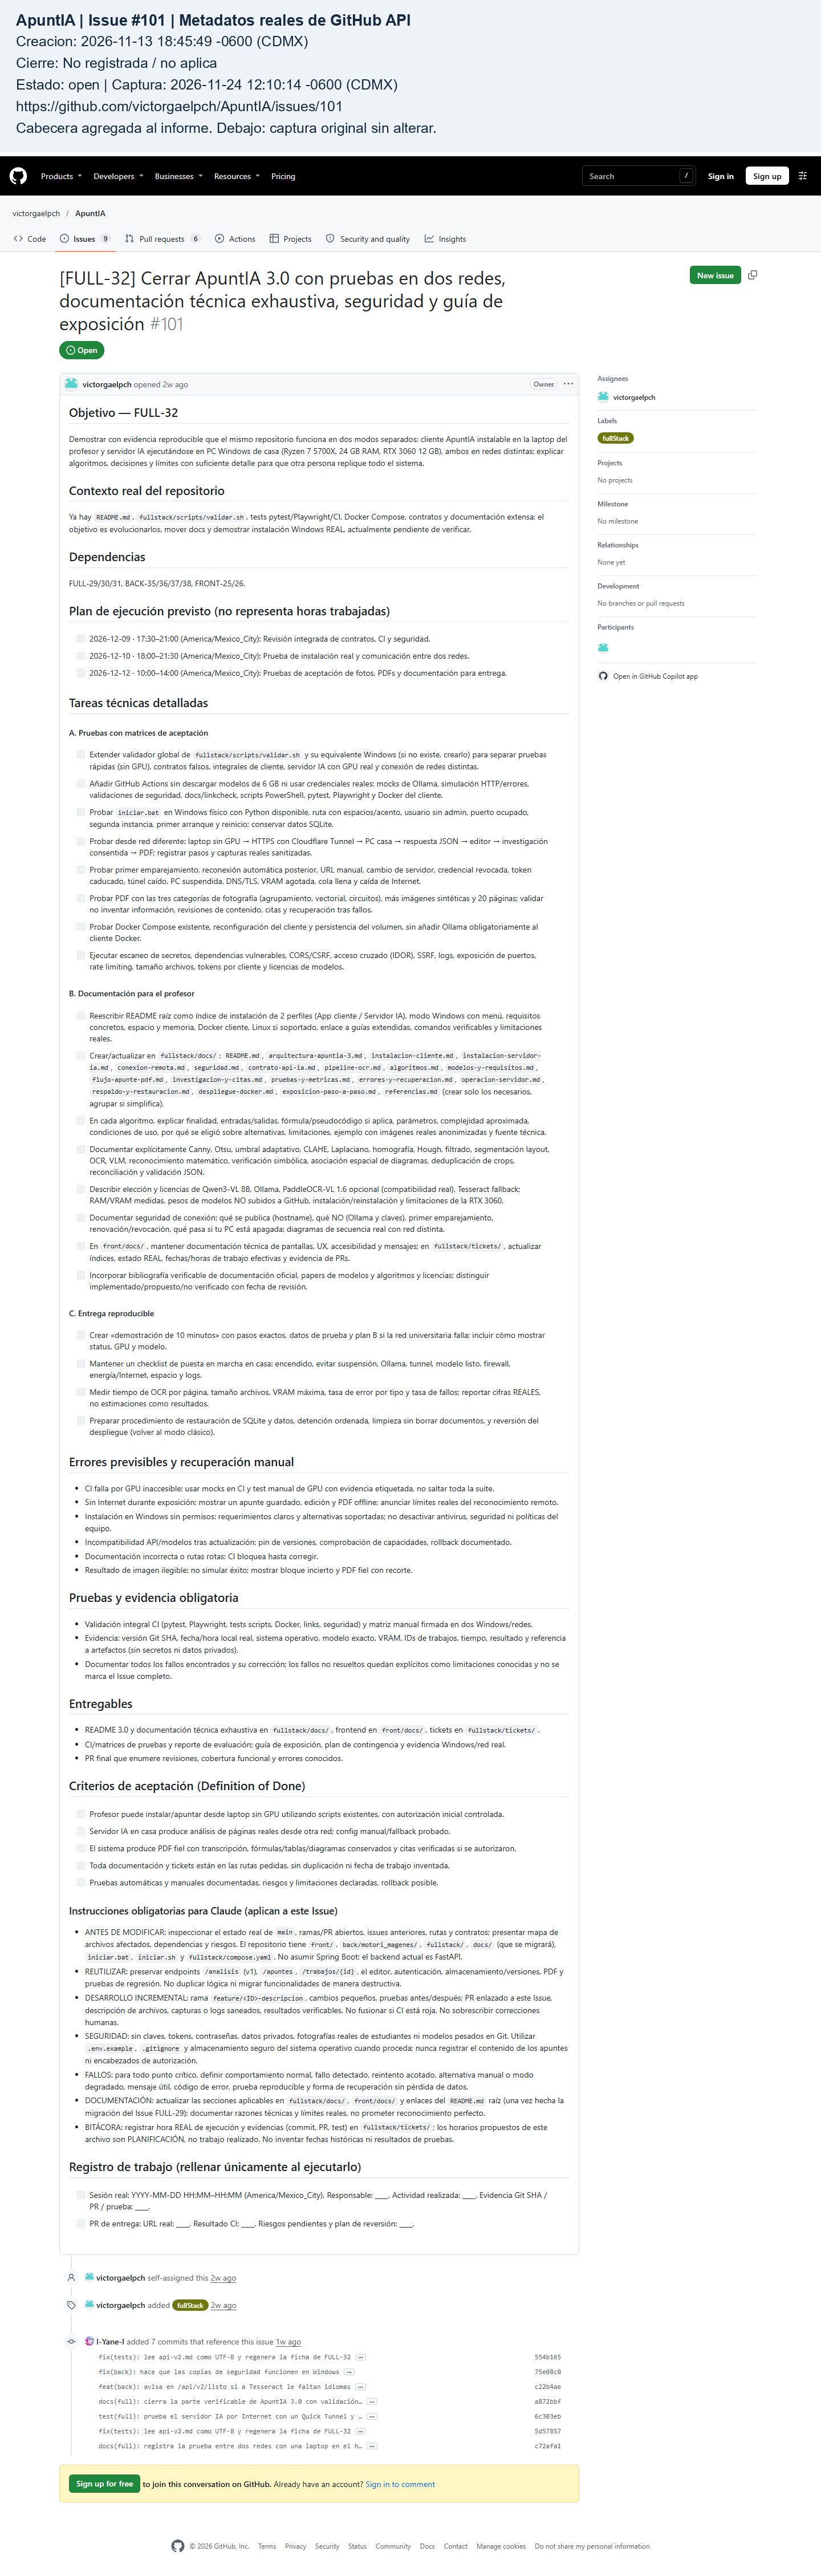 ApuntIA | Issue #101 | Metadatos reales de GitHub API
Creacion: 2026-11-13 18:45:49 -0600 (CDMX)
Cierre: No registrada / no aplica
Estado: open | Captura: 2026-11-24 12:10:14 -0600 (CDMX)
https://github.com/victorgaelpch/ApuntIA/issues/101
Cabecera agregada al informe. Debajo: captura original sin alterar.
Products Developers Businesses Resources Pricing Search / Sign in Sign up
victorgaelpch / ApuntIA
Code Issues 9 Pull requests 6 Actions Projects Security and quality Insights
[FULL-32] Cerrar ApuntIA 3.0 con pruebas en dos redes,
documentación técnica exhaustiva, seguridad y guía de
exposición #101
New issue
Open
victorgaelpch opened 2w ago Owner
Assignees
victorgaelpch
Labels
fullStack
Projects
No projects
Milestone
No milestone
Relationships
None yet
Development
No branches or pull requests
Participants
Open in GitHub Copilot app
Objetivo — FULL-32
Demostrar con evidencia reproducible que el mismo repositorio funciona en dos modos separados: cliente ApuntIA instalable en la laptop del
profesor y servidor IA ejecutándose en PC Windows de casa (Ryzen 7 5700X, 24 GB RAM, RTX 3060 12 GB), ambos en redes distintas; explicar
algoritmos, decisiones y límites con suficiente detalle para que otra persona replique todo el sistema.
Contexto real del repositorio
Ya hay README.md, fullstack/scripts/validar.sh, tests pytest/Playwright/CI, Docker Compose, contratos y documentación extensa; el
objetivo es evolucionarlos, mover docs y demostrar instalación Windows REAL, actualmente pendiente de verificar.
Dependencias
FULL-29/30/31, BACK-35/36/37/38, FRONT-25/26.
Plan de ejecución previsto (no representa horas trabajadas)
2026-12-09 · 17:30–21:00 (America/Mexico_City): Revisión integrada de contratos, CI y seguridad.
2026-12-10 · 18:00–21:30 (America/Mexico_City): Prueba de instalación real y comunicación entre dos redes.
2026-12-12 · 10:00–14:00 (America/Mexico_City): Pruebas de aceptación de fotos, PDFs y documentación para entrega.
Tareas técnicas detalladas
A. Pruebas con matrices de aceptación
Extender validador global de fullstack/scripts/validar.sh y su equivalente Windows (si no existe, crearlo) para separar pruebas
rápidas (sin GPU), contratos falsos, integrales de cliente, servidor IA con GPU real y conexión de redes distintas.
Añadir GitHub Actions sin descargar modelos de 6 GB ni usar credenciales reales: mocks de Ollama, simulación HTTP/errores,
validaciones de seguridad, docs/linkcheck, scripts PowerShell, pytest, Playwright y Docker del cliente.
Probar iniciar.bat en Windows físico con Python disponible, ruta con espacios/acento, usuario sin admin, puerto ocupado,
segunda instancia, primer arranque y reinicio; conservar datos SQLite.
Probar desde red diferente: laptop sin GPU → HTTPS con Cloudflare Tunnel → PC casa → respuesta JSON → editor → investigación
consentida → PDF; registrar pasos y capturas reales sanitizadas.
Probar primer emparejamiento, reconexión automática posterior, URL manual, cambio de servidor, credencial revocada, token
caducado, túnel caído, PC suspendida, DNS/TLS, VRAM agotada, cola llena y caída de Internet.
Probar PDF con las tres categorías de fotografía (agrupamiento, vectorial, circuitos), más imágenes sintéticas y 20 páginas; validar
no inventar información, revisiones de contenido, citas y recuperación tras fallos.
Probar Docker Compose existente, reconfiguración del cliente y persistencia del volumen, sin añadir Ollama obligatoriamente al
cliente Docker.
Ejecutar escaneo de secretos, dependencias vulnerables, CORS/CSRF, acceso cruzado (IDOR), SSRF, logs, exposición de puertos,
rate limiting, tamaño archivos, tokens por cliente y licencias de modelos.
B. Documentación para el profesor
Reescribir README raíz como índice de instalación de 2 perfiles (App cliente / Servidor IA), modo Windows con menú, requisitos
concretos, espacio y memoria, Docker cliente, Linux si soportado, enlace a guías extendidas, comandos verificables y limitaciones
reales.
Crear/actualizar en fullstack/docs/: README.md, arquitectura-apuntia-3.md, instalacion-cliente.md, instalacion-servidor-
ia.md, conexion-remota.md, seguridad.md, contrato-api-ia.md, pipeline-ocr.md, algoritmos.md, modelos-y-requisitos.md,
flujo-apunte-pdf.md, investigacion-y-citas.md, pruebas-y-metricas.md, errores-y-recuperacion.md, operacion-servidor.md,
respaldo-y-restauracion.md, despliegue-docker.md, exposicion-paso-a-paso.md, referencias.md (crear solo los necesarios,
agrupar si simplifica).
En cada algoritmo, explicar finalidad, entradas/salidas, fórmula/pseudocódigo si aplica, parámetros, complejidad aproximada,
condiciones de uso, por qué se eligió sobre alternativas, limitaciones, ejemplo con imágenes reales anonimizadas y fuente técnica.
Documentar explícitamente Canny, Otsu, umbral adaptativo, CLAHE, Laplaciano, homografía, Hough, filtrado, segmentación layout,
OCR, VLM, reconocimiento matemático, verificación simbólica, asociación espacial de diagramas, deduplicación de crops,
reconciliación y validación JSON.
Describir elección y licencias de Qwen3-VL 8B, Ollama, PaddleOCR-VL 1.6 opcional (compatibilidad real), Tesseract fallback;
RAM/VRAM medidas, pesos de modelos NO subidos a GitHub, instalación/reinstalación y limitaciones de la RTX 3060.
Documentar seguridad de conexión: qué se publica (hostname), qué NO (Ollama y claves), primer emparejamiento,
renovación/revocación, qué pasa si tu PC está apagada; diagramas de secuencia real con red distinta.
En front/docs/, mantener documentación técnica de pantallas, UX, accesibilidad y mensajes; en fullstack/tickets/, actualizar
índices, estado REAL, fechas/horas de trabajo efectivas y evidencia de PRs.
Incorporar bibliografía verificable de documentación oficial, papers de modelos y algoritmos y licencias; distinguir
implementado/propuesto/no verificado con fecha de revisión.
C. Entrega reproducible
Crear «demostración de 10 minutos» con pasos exactos, datos de prueba y plan B si la red universitaria falla; incluir cómo mostrar
status, GPU y modelo.
Mantener un checklist de puesta en marcha en casa: encendido, evitar suspensión, Ollama, tunnel, modelo listo, firewall,
energía/Internet, espacio y logs.
Medir tiempo de OCR por página, tamaño archivos, VRAM máxima, tasa de error por tipo y tasa de fallos; reportar cifras REALES,
no estimaciones como resultados.
Preparar procedimiento de restauración de SQLite y datos, detención ordenada, limpieza sin borrar documentos, y reversión del
despliegue (volver al modo clásico).
Errores previsibles y recuperación manual
CI falla por GPU inaccesible: usar mocks en CI y test manual de GPU con evidencia etiquetada, no saltar toda la suite.
Sin Internet durante exposición: mostrar un apunte guardado, edición y PDF offline; anunciar límites reales del reconocimiento remoto.
Instalación en Windows sin permisos: requerimientos claros y alternativas soportadas; no desactivar antivirus, seguridad ni políticas del
equipo.
Incompatibilidad API/modelos tras actualización: pin de versiones, comprobación de capacidades, rollback documentado.
Documentación incorrecta o rutas rotas: CI bloquea hasta corregir.
Resultado de imagen ilegible: no simular éxito; mostrar bloque incierto y PDF fiel con recorte.
Pruebas y evidencia obligatoria
Validación integral CI (pytest, Playwright, tests scripts, Docker, links, seguridad) y matriz manual firmada en dos Windows/redes.
Evidencia: versión Git SHA, fecha/hora local real, sistema operativo, modelo exacto, VRAM, IDs de trabajos, tiempo, resultado y referencia
a artefactos (sin secretos ni datos privados).
Documentar todos los fallos encontrados y su corrección; los fallos no resueltos quedan explícitos como limitaciones conocidas y no se
marca el Issue completo.
Entregables
README 3.0 y documentación técnica exhaustiva en fullstack/docs/, frontend en front/docs/, tickets en fullstack/tickets/.
CI/matrices de pruebas y reporte de evaluación; guía de exposición, plan de contingencia y evidencia Windows/red real.
PR final que enumere revisiones, cobertura funcional y errores conocidos.
Criterios de aceptación (Definition of Done)
Profesor puede instalar/apuntar desde laptop sin GPU utilizando scripts existentes, con autorización inicial controlada.
Servidor IA en casa produce análisis de páginas reales desde otra red; config manual/fallback probado.
El sistema produce PDF fiel con transcripción, fórmulas/tablas/diagramas conservados y citas verificadas si se autorizaron.
Toda documentación y tickets están en las rutas pedidas, sin duplicación ni fecha de trabajo inventada.
Pruebas automáticas y manuales documentadas, riesgos y limitaciones declaradas, rollback posible.
Instrucciones obligatorias para Claude (aplican a este Issue)
ANTES DE MODIFICAR: inspeccionar el estado real de main, ramas/PR abiertos, issues anteriores, rutas y contratos; presentar mapa de
archivos afectados, dependencias y riesgos. El repositorio tiene front/, back/motori_magenes/, fullstack/, docs/ (que se migrará),
iniciar.bat, iniciar.sh y fullstack/compose.yaml. No asumir Spring Boot: el backend actual es FastAPI.
REUTILIZAR: preservar endpoints /analisis (v1), /apuntes, /trabajos/{id}, el editor, autenticación, almacenamiento/versiones, PDF y
pruebas de regresión. No duplicar lógica ni migrar funcionalidades de manera destructiva.
DESARROLLO INCREMENTAL: rama feature/<ID>-descripcion, cambios pequeños, pruebas antes/después; PR enlazado a este Issue,
descripción de archivos, capturas o logs saneados, resultados verificables. No fusionar si CI está roja. No sobrescribir correcciones
humanas.
SEGURIDAD: sin claves, tokens, contraseñas, datos privados, fotografías reales de estudiantes ni modelos pesados en Git. Utilizar
.env.example, .gitignore y almacenamiento seguro del sistema operativo cuando proceda; nunca registrar el contenido de los apuntes
ni encabezados de autorización.
FALLOS: para todo punto crítico, definir comportamiento normal, fallo detectado, reintento acotado, alternativa manual o modo
degradado, mensaje útil, código de error, prueba reproducible y forma de recuperación sin pérdida de datos.
DOCUMENTACIÓN: actualizar las secciones aplicables en fullstack/docs/, front/docs/ y enlaces del README.md raíz (una vez hecha la
migración del Issue FULL-29); documentar razones técnicas y límites reales, no prometer reconocimiento perfecto.
BITÁCORA: registrar hora REAL de ejecución y evidencias (commit, PR, test) en fullstack/tickets/; los horarios propuestos de este
archivo son PLANIFICACIÓN, no trabajo realizado. No inventar fechas históricas ni resultados de pruebas.
Registro de trabajo (rellenar únicamente al ejecutarlo)
Sesión real: YYYY-MM-DD HH:MM–HH:MM (America/Mexico_City). Responsable: ____. Actividad realizada: ____. Evidencia Git SHA /
PR / prueba: ____.
PR de entrega: URL real: ____. Resultado CI: ____. Riesgos pendientes y plan de reversión: ____.
victorgaelpch self-assigned this 2w ago
victorgaelpch added fullStack 2w ago
I-Yane-I added 7 commits that reference this issue 1w ago
fix(tests): lee api-v2.md como UTF-8 y regenera la ficha de FULL-32 … 554b165
fix(back): hace que las copias de seguridad funcionen en Windows … 75e08c0
feat(back): avisa en /api/v2/listo si a Tesseract le faltan idiomas … c22b4ae
docs(full): cierra la parte verificable de ApuntIA 3.0 con validación… … a872bbf
test(full): prueba el servidor IA por Internet con un Quick Tunnel y … … 6c303eb
fix(tests): lee api-v2.md como UTF-8 y regenera la ficha de FULL-32 … 5d57857
docs(full): registra la prueba entre dos redes con una laptop en el h… … c72afa1
Sign up for free to join this conversation on GitHub. Already have an account? Sign in to comment
© 2026 GitHub, Inc. Terms Privacy Security Status Community Docs Contact Manage cookies Do not share my personal information